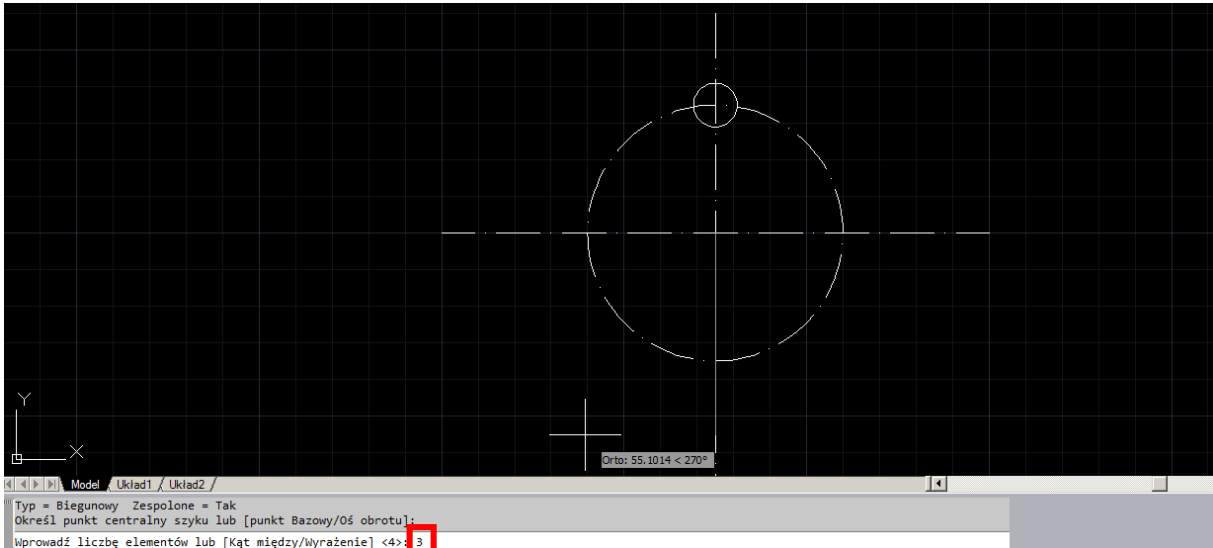 Y
X
Orto: 55.1014 < 270°
Model / Układ1 / Układ2 /
Typ = Biegunowy Zespolone = Tak
Określ punkt centralny szyku lub [punkt Bazowy/Oś obrotu]:
Wprowadź liczbę elementów lub [Kąt między/Wyrażenie] <4>: 3